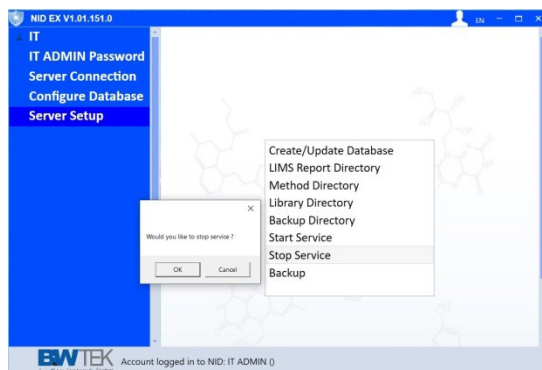 NID EX V1.01.151.0
EN
IT
IT ADMIN Password
Server Connection
Configure Database
Server Setup
Create/Update Database
LIMS Report Directory
Method Directory
Library Directory
Backup Directory
Start Service
Stop Service
Backup
Would you like to stop service ?
OK
Cancel
BWTEK
Account logged in to NID: IT ADMIN ()